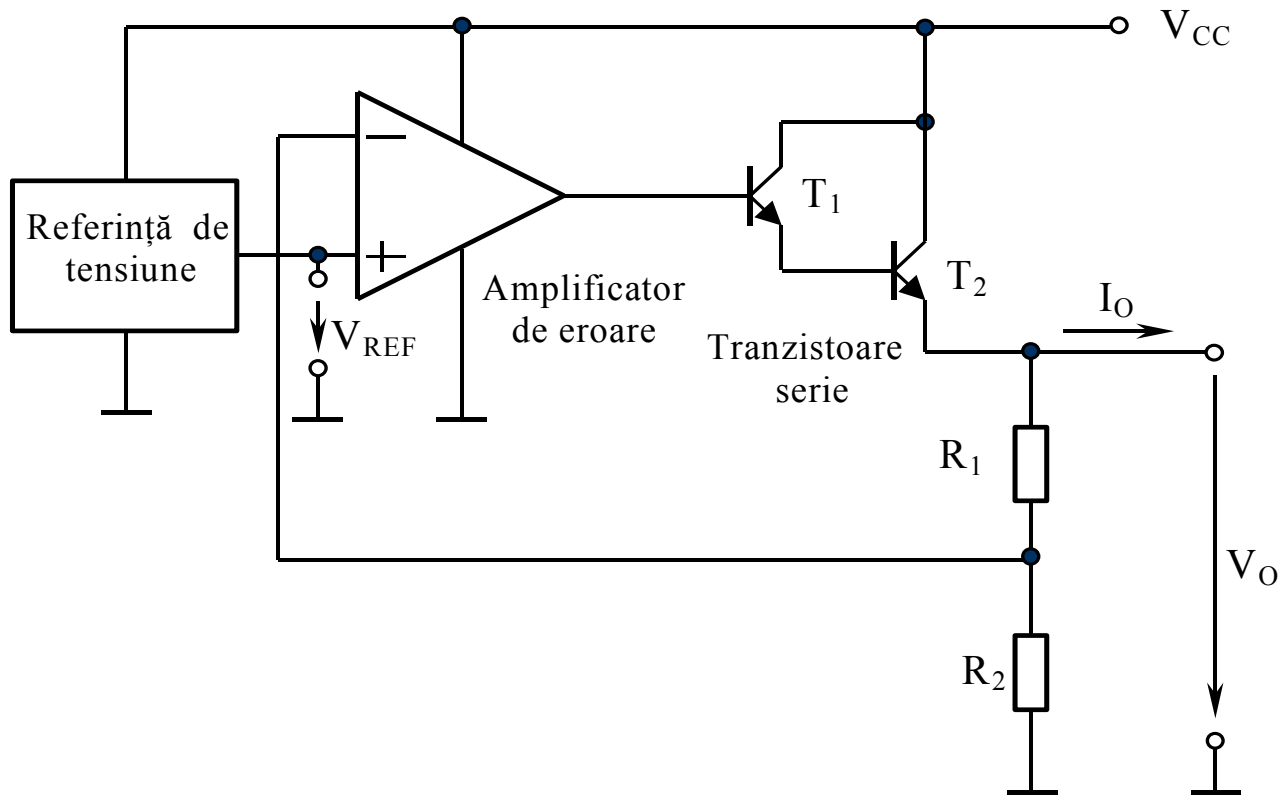 V_CC
Referință de
tensiune
V_REF
Amplificator
de eroare
T_1
T_2
Tranzistoare
serie
I_O
R_1
V_O
R_2